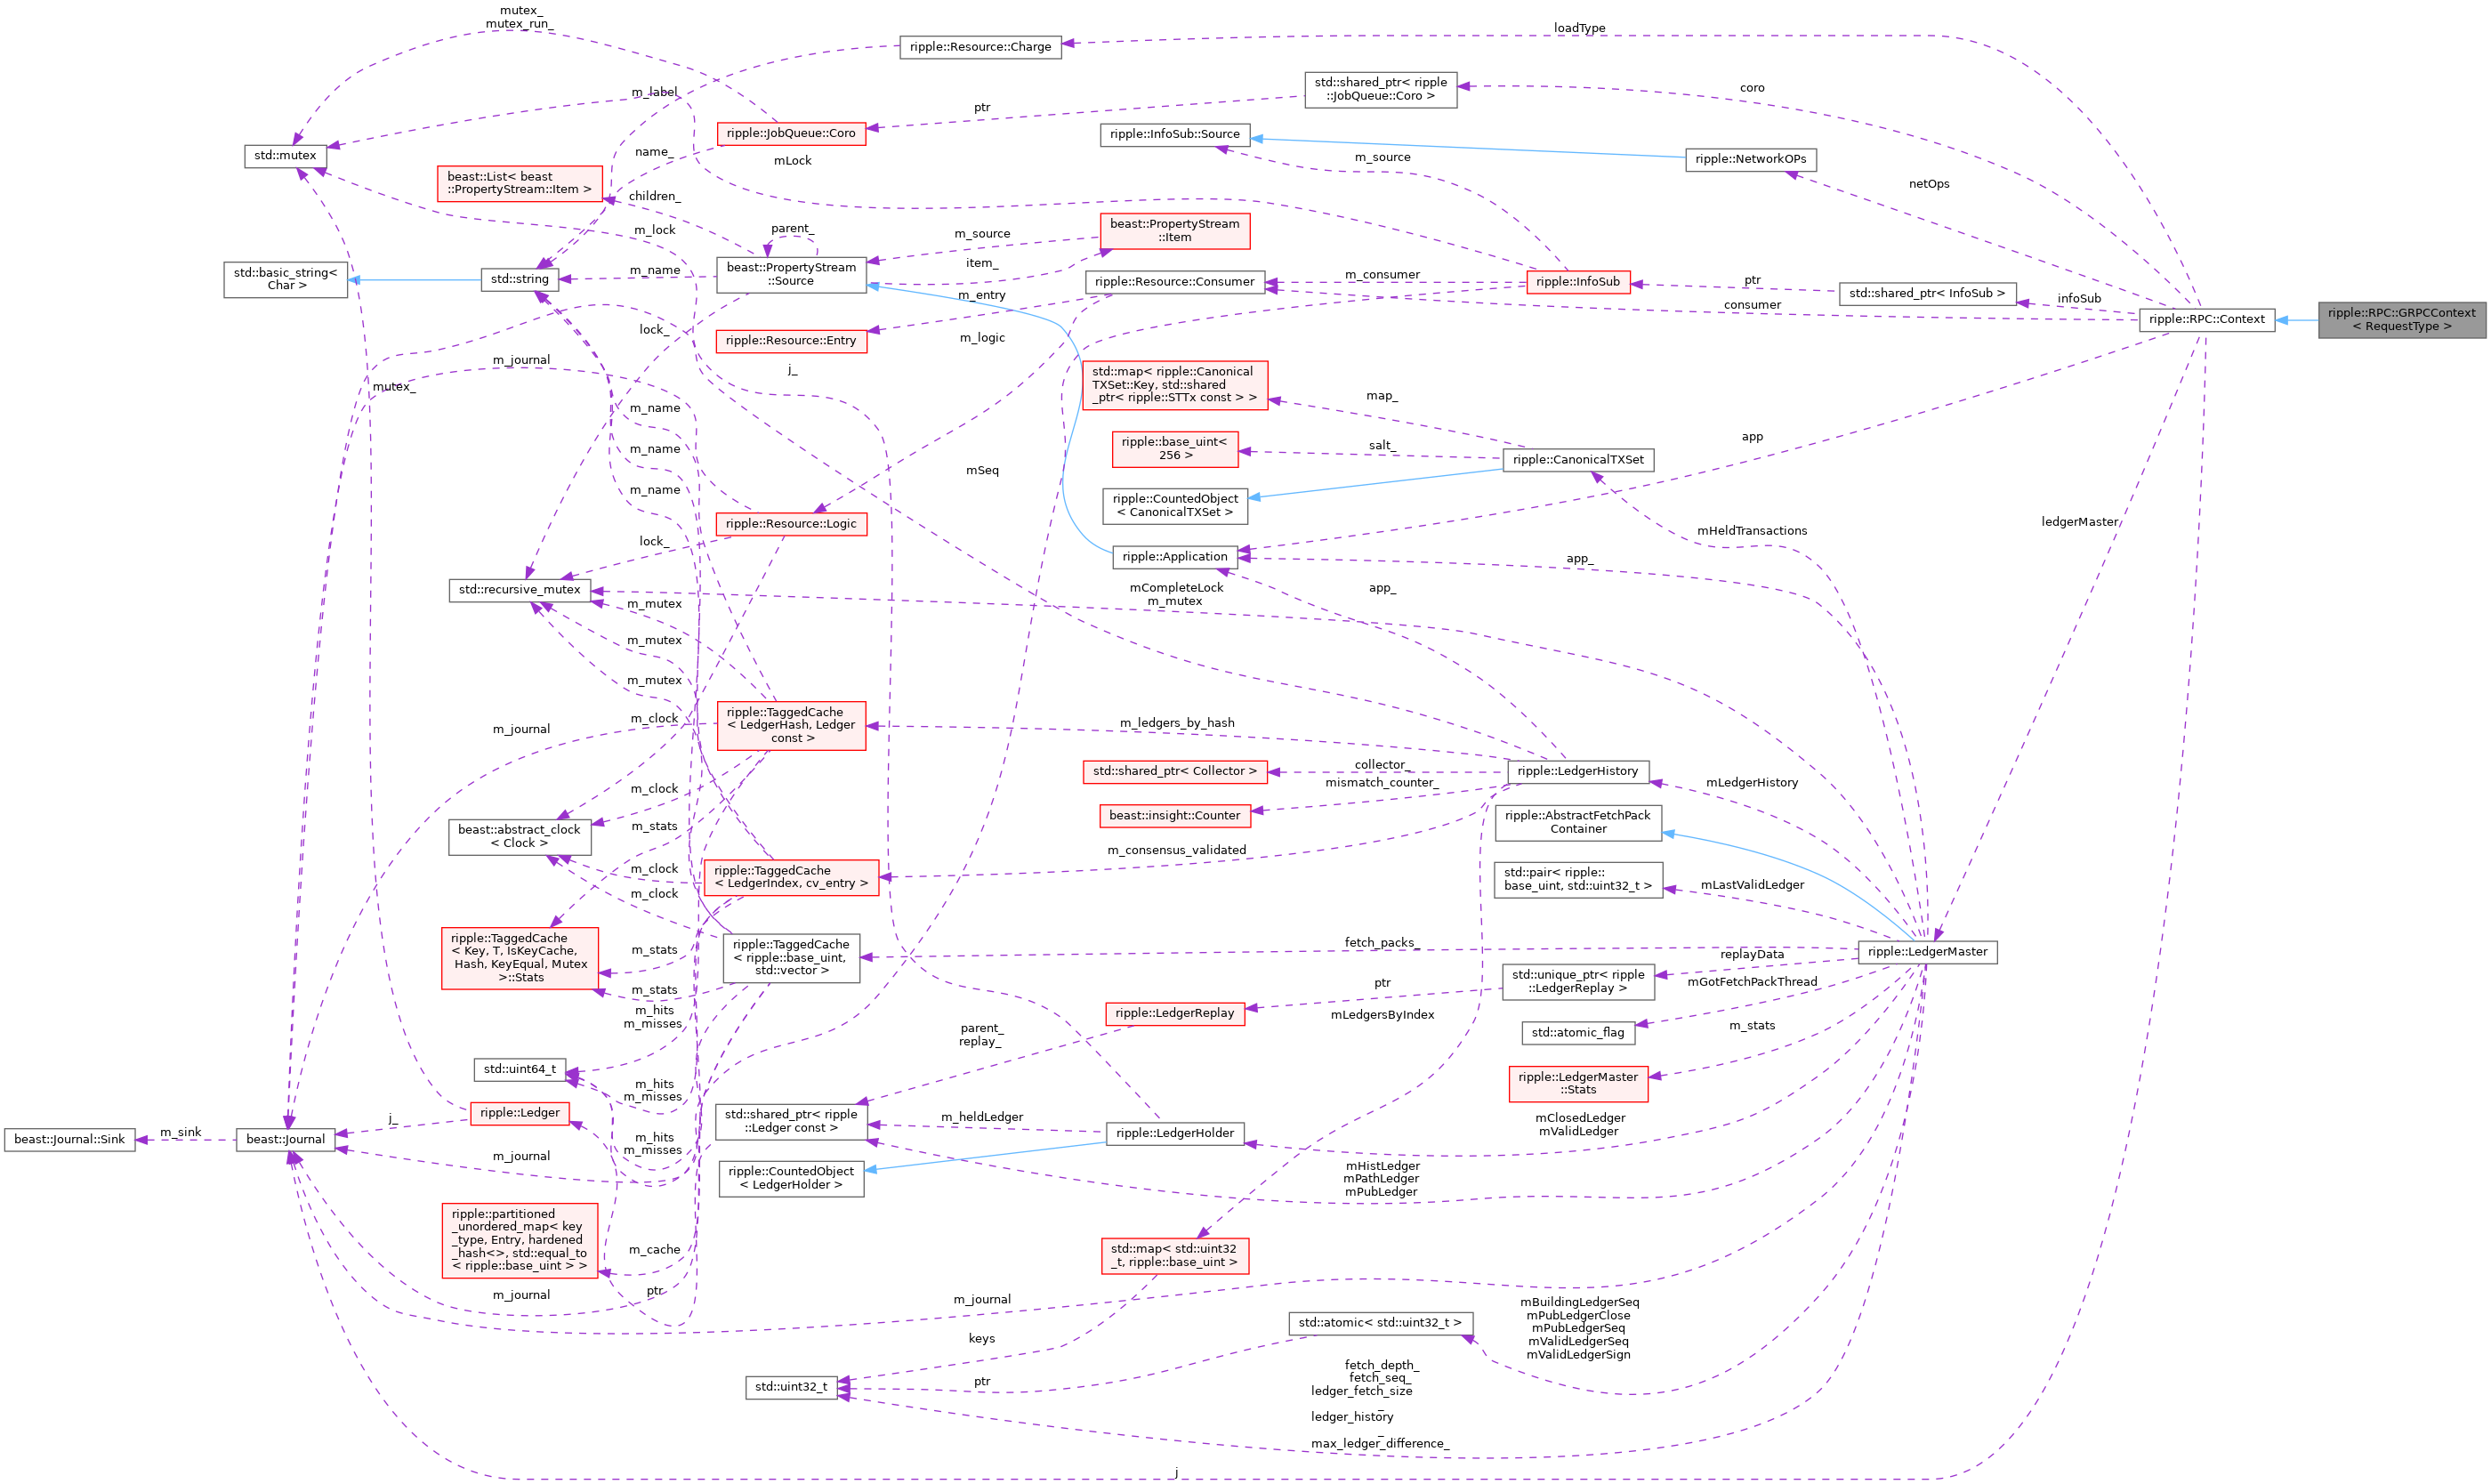 mutex_
mutex_run_
loadType
ripple::Resource::Charge
std::shared_ptr< ripple
::JobQueue::Coro >
coro
m_label
ptr
ripple::JobQueue::Coro
ripple::InfoSub::Source
std::mutex
name_
mLock
m_source
ripple::NetworkOPs
beast::List< beast
::PropertyStream::Item >
children_
netOps
m_lock
parent_
m_source
beast::PropertyStream
::Item
std::basic_string<
Char >
std::string
m_name
beast::PropertyStream
::Source
item_
ripple::Resource::Consumer
m_consumer
ripple::InfoSub
ptr
std::shared_ptr< InfoSub >
infoSub
m_entry
consumer
ripple::RPC::Context
ripple::RPC::GRPCContext
< RequestType >
lock_
ripple::Resource::Entry
m_logic
m_journal
j_
mutex_
std::map< ripple::Canonical
TXSet::Key, std::shared
_ptr< ripple::STTx const > >
map_
m_name
m_name
ripple::base_uint<
256 >
salt_
app
ripple::CanonicalTXSet
mSeq
m_name
ripple::CountedObject
< CanonicalTXSet >
ripple::Resource::Logic
ledgerMaster
mHeldTransactions
lock_
ripple::Application
app_
std::recursive_mutex
mCompleteLock
m_mutex
app_
m_mutex
m_mutex
m_mutex
ripple::TaggedCache
< LedgerHash, Ledger
const >
m_journal
m_clock
m_ledgers_by_hash
std::shared_ptr< Collector >
collector_
ripple::LedgerHistory
mLedgerHistory
mismatch_counter_
m_clock
beast::insight::Counter
ripple::AbstractFetchPack
Container
beast::abstract_clock
< Clock >
m_stats
m_consensus_validated
m_clock
ripple::TaggedCache
< LedgerIndex, cv_entry >
std::pair< ripple::
base_uint, std::uint32_t >
mLastValidLedger
m_clock
ripple::TaggedCache
< Key, T, IsKeyCache,
Hash, KeyEqual, Mutex
>::Stats
m_stats
ripple::TaggedCache
< ripple::base_uint,
std::vector >
fetch_packs_
ripple::LedgerMaster
replayData
m_stats
std::unique_ptr< ripple
::LedgerReplay >
ptr
mGotFetchPackThread
m_hits
m_misses
ripple::LedgerReplay
mLedgersByIndex
std::atomic_flag
m_stats
parent_
replay_
std::uint64_t
ripple::LedgerMaster
::Stats
m_hits
m_misses
ripple::Ledger
j_
std::shared_ptr< ripple
::Ledger const >
m_heldLedger
ripple::LedgerHolder
mClosedLedger
mValidLedger
beast::Journal::Sink
m_sink
beast::Journal
m_hits
m_misses
m_journal
ripple::CountedObject
< LedgerHolder >
mHistLedger
mPathLedger
mPubLedger
ripple::partitioned
_unordered_map< key
_type, Entry, hardened
_hash<>, std::equal_to
< ripple::base_uint > >
m_cache
std::map< std::uint32
_t, ripple::base_uint >
m_journal
ptr
m_journal
keys
std::atomic< std::uint32_t >
mBuildingLedgerSeq
mPubLedgerClose
mPubLedgerSeq
mValidLedgerSeq
mValidLedgerSign
std::uint32_t
ptr
fetch_depth_
fetch_seq_
ledger_fetch_size
_
ledger_history
_
max_ledger_difference_
j